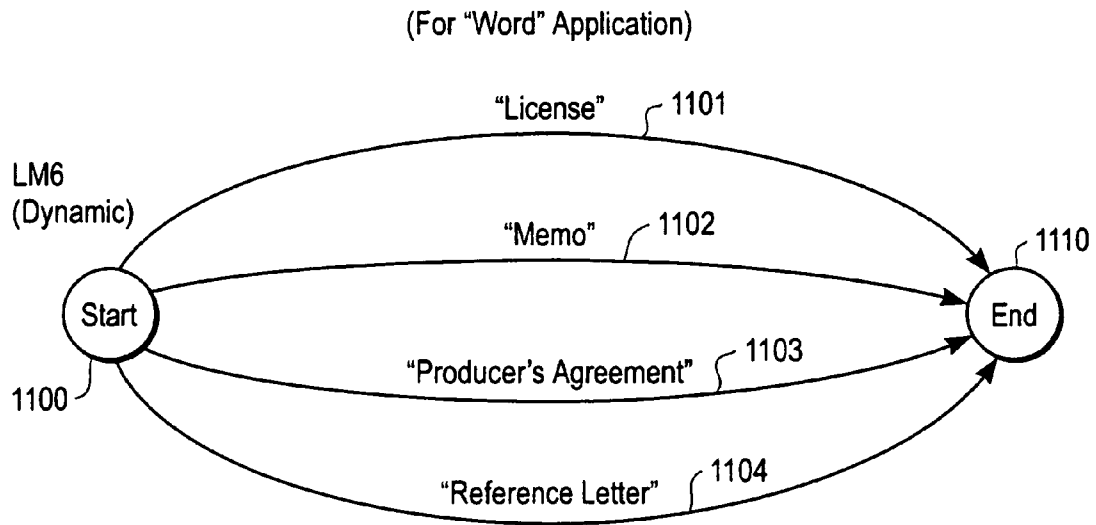 (For “Word” Application)
“License”
1101
LM6
(Dynamic)
“Memo”
1102
1110
Start
End
1103
“Producer’s Agreement”
1100
1104
“Reference Letter”